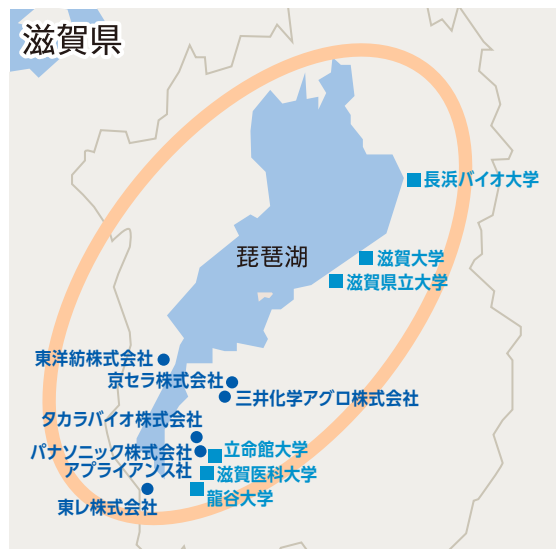 滋賀県
長浜バイオ大学
琵琶湖
滋賀大学
滋賀県立大学
東洋紡株式会社
京セラ株式会社
三井化学アグロ株式会社
タカラバイオ株式会社
パナソニック株式会社
アプライアンス社
立命館大学
滋賀医科大学
龍谷大学
東レ株式会社